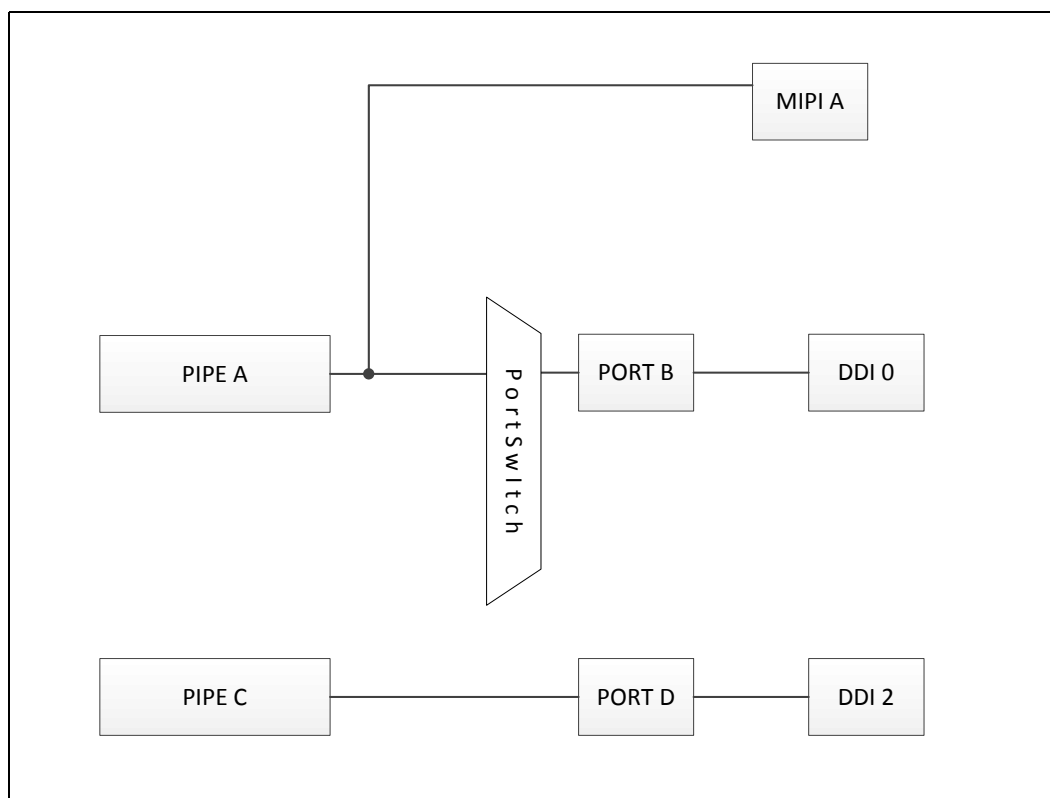 MIPI A
PIPE A
PortSwItch
PORT B
DDI 0
PIPE C
PORT D
DDI 2